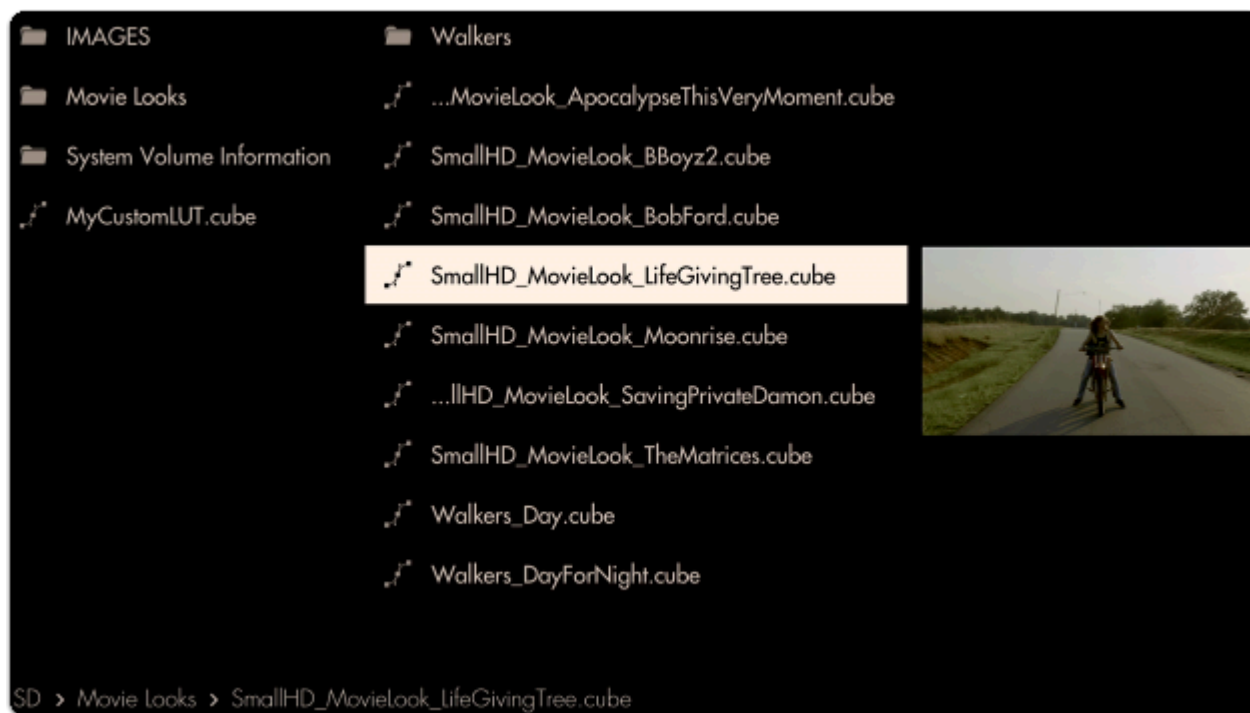 IMAGES
Movie Looks
System Volume Information
MyCustomLUT.cube
Walkers
...MovieLook_ApocalypseThisVeryMoment.cube
SmallHD_MovieLook_BBoyz2.cube
SmallHD_MovieLook_BobFord.cube
SmallHD_MovieLook_LifeGivingTree.cube
SmallHD_MovieLook_Moonrise.cube
...llHD_MovieLook_SavingPrivateDamon.cube
SmallHD_MovieLook_TheMatrices.cube
Walkers_Day.cube
Walkers_DayForNight.cube
SD > Movie Looks > SmallHD_MovieLook_LifeGivingTree.cube